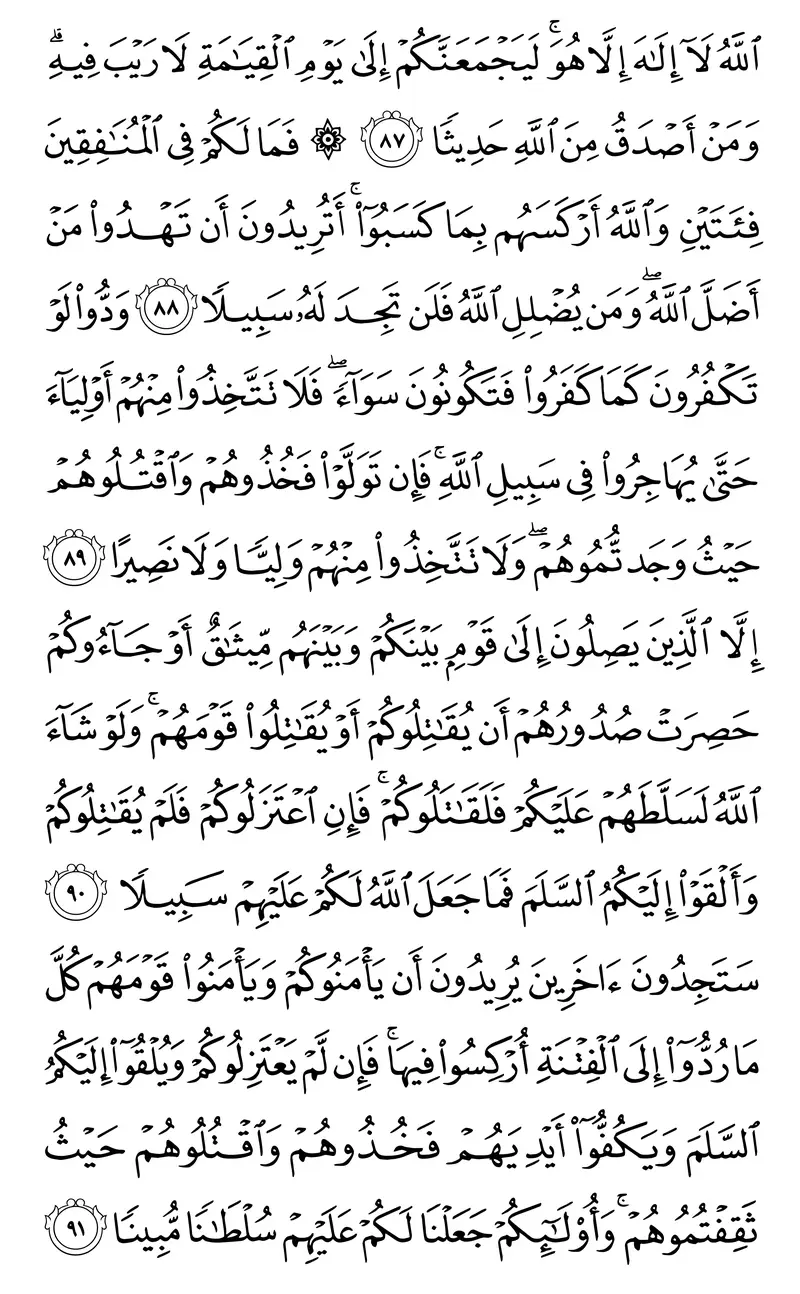 ٱللَّهُ لَآ إِلَٰهَ إِلَّا هُوَۚ لَيَجْمَعَنَّكُمْ إِلَىٰ يَوْمِ ٱلْقِيَٰمَةِ لَا رَيْبَ فِيهِۗ
وَمَنْ أَصْدَقُ مِنَ ٱللَّهِ حَدِيثًا ٨٧ ۞ فَمَا لَكُمْ فِى ٱلْمُنَٰفِقِينَ
فِئَتَيْنِ وَٱللَّهُ أَرْكَسَهُم بِمَا كَسَبُوٓا۟ۚ أَتُرِيدُونَ أَن تَهْدُوا۟ مَنْ
أَضَلَّ ٱللَّهُۖ وَمَن يُضْلِلِ ٱللَّهُ فَلَن تَجِدَ لَهُۥ سَبِيلًا ٨٨ وَدُّوا۟ لَوْ
تَكْفُرُونَ كَمَا كَفَرُوا۟ فَتَكُونُونَ سَوَآءًۖ فَلَا تَتَّخِذُوا۟ مِنْهُمْ أَوْلِيَآءَ
حَتَّىٰ يُهَاجِرُوا۟ فِى سَبِيلِ ٱللَّهِۚ فَإِن تَوَلَّوْا۟ فَخُذُوهُمْ وَٱقْتُلُوهُمْ
حَيْثُ وَجَدتُّمُوهُمْۖ وَلَا تَتَّخِذُوا۟ مِنْهُمْ وَلِيًّا وَلَا نَصِيرًا ٨٩
إِلَّا ٱلَّذِينَ يَصِلُونَ إِلَىٰ قَوْمٍۭ بَيْنَكُمْ وَبَيْنَهُم مِّيثَٰقٌ أَوْ جَآءُوكُمْ
حَصِرَتْ صُدُورُهُمْ أَن يُقَٰتِلُوكُمْ أَوْ يُقَٰتِلُوا۟ قَوْمَهُمْۚ وَلَوْ شَآءَ
ٱللَّهُ لَسَلَّطَهُمْ عَلَيْكُمْ فَلَقَٰتَلُوكُمْۚ فَإِنِ ٱعْتَزَلُوكُمْ فَلَمْ يُقَٰتِلُوكُمْ
وَأَلْقَوْا۟ إِلَيْكُمُ ٱلسَّلَمَ فَمَا جَعَلَ ٱللَّهُ لَكُمْ عَلَيْهِمْ سَبِيلًا ٩٠
سَتَجِدُونَ ءَاخَرِينَ يُرِيدُونَ أَن يَأْمَنُوكُمْ وَيَأْمَنُوا۟ قَوْمَهُمْ كُلَّ
مَا رُدُّوٓا۟ إِلَى ٱلْفِتْنَةِ أُرْكِسُوا۟ فِيهَاۚ فَإِن لَّمْ يَعْتَزِلُوكُمْ وَيُلْقُوٓا۟ إِلَيْكُمُ
ٱلسَّلَمَ وَيَكُفُّوٓا۟ أَيْدِيَهُمْ فَخُذُوهُمْ وَٱقْتُلُوهُمْ حَيْثُ
ثَقِفْتُمُوهُمْۚ وَأُو۟لَٰٓئِكُمْ جَعَلْنَا لَكُمْ عَلَيْهِمْ سُلْطَٰنًا مُّبِينًا ٩١